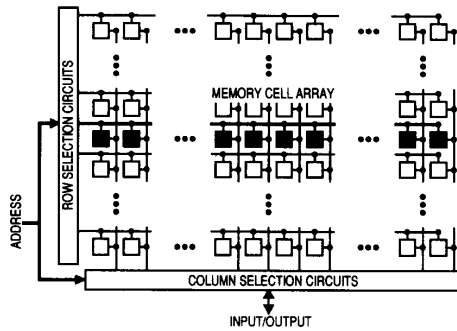 MEMORY CELL ARRAY
ROW SELECTION CIRCUITS
ADDRESS
COLUMN SELECTION CIRCUITS
INPUT/OUTPUT